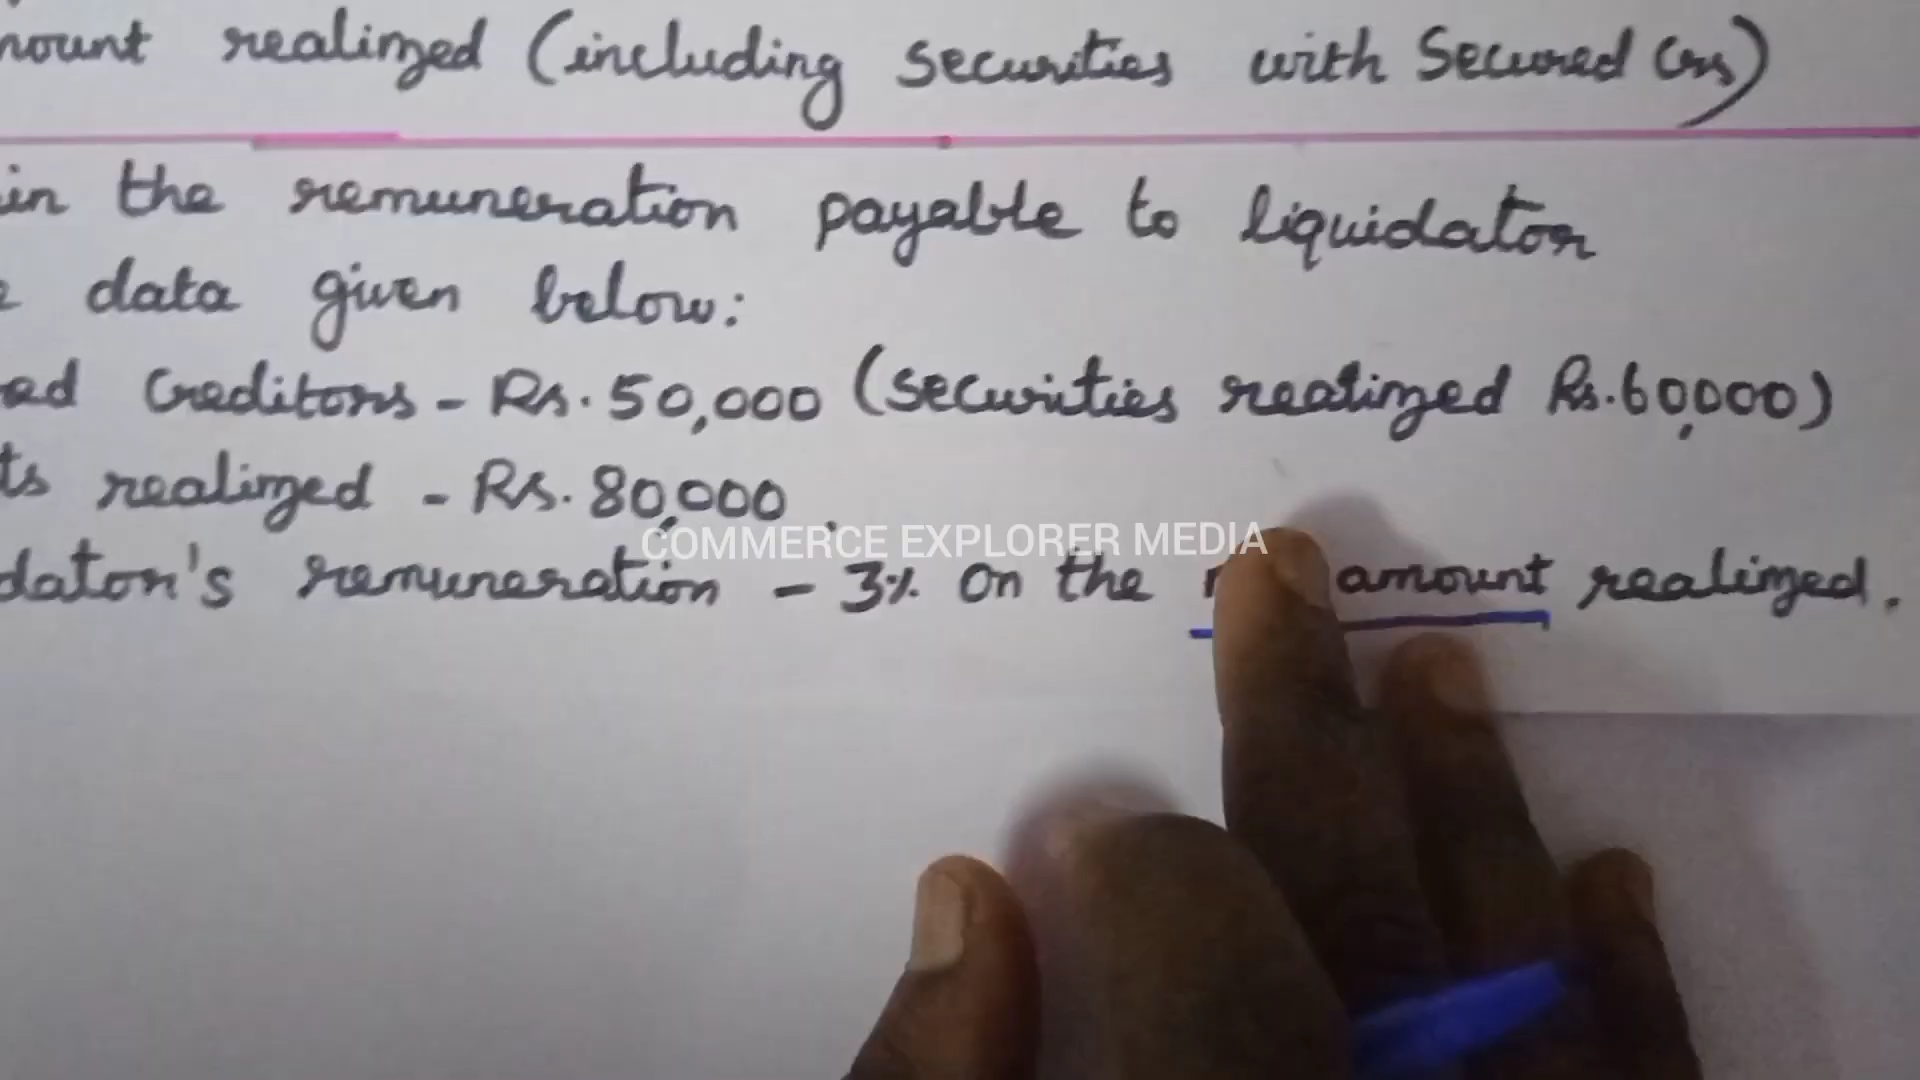 mount realized (including securities with Secured Crs)
in the remuneration payable to liquidator
data given below:
ed Creditors - Rs. 50,000 (securities realized Rs. 60,000)
ts realized - Rs. 80,000.
COMMERCE EXPLORER MEDIA
dator's remuneration - 3% on the amount realized.